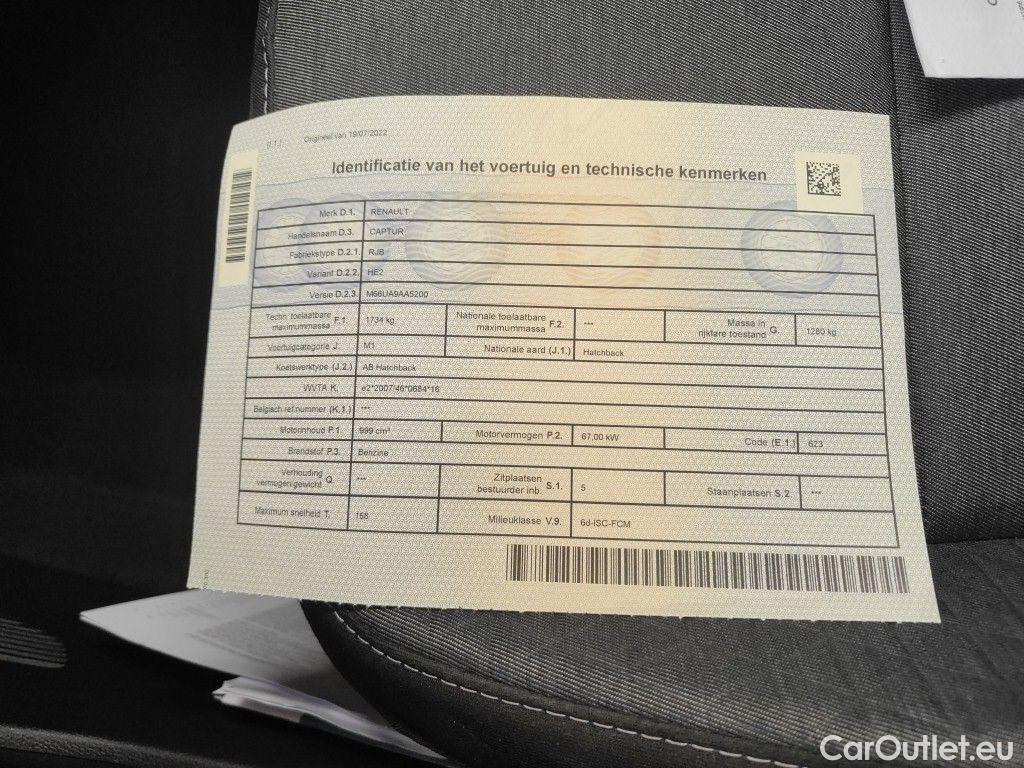 [I 1 ] Origineel van 19/07/2022
Identificatie van het voertuig en technische kenmerken
Merk D.1. RENAULT
Handelsnaam D.3. CAPTUR
Fabriekstype D.2.1. RJB
Variant D.2.2. HE2
Versie D.2.3. M66UA9AA5200
Techn. toelaatbare maximummassa F.1. 1734 kg Nationale toelaatbare maximummassa F.2. *** Massa in rijklare toestand G. 1280 kg
Voertuigcategorie J. M1 Nationale aard (J.1.) Hatchback
Koetswerktype (J.2.) AB Hatchback
WVTA K. e2*2007/46*0684*16
Belgisch ref.nummer (K.1.) ***
Motorinhoud P.1. 999 cm³ Motorvermogen P.2. 67,00 kW Code (E.1.) 623
Brandstof P.3. Benzine
Verhouding vermogen/gewicht Q. *** Zitplaatsen bestuurder inb. S.1. 5 Staanplaatsen S.2. ***
Maximum snelheid T. 168 Milieuklasse V.9. 6d-ISC-FCM
CarOutlet.eu